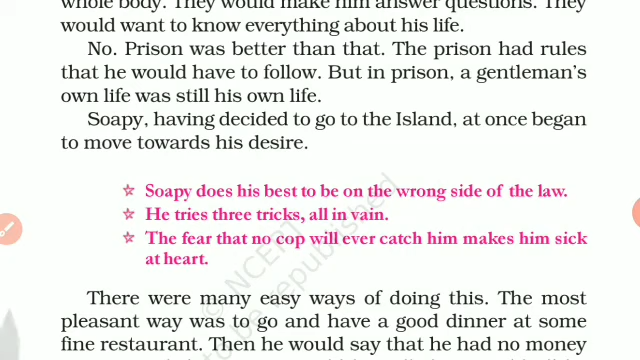 whole body. They would make him answer questions. They
would want to know everything about his life.
No. Prison was better than that. The prison had rules
that he would have to follow. But in prison, a gentleman's
own life was still his own life.
Soapy, having decided to go to the Island, at once began
to move towards his desire.
☆ Soapy does his best to be on the wrong side of the law.
☆ He tries three tricks, all in vain.
☆ The fear that no cop will ever catch him makes him sick
at heart.
© NCERT
to be republished
There were many easy ways of doing this. The most
pleasant way was to go and have a good dinner at some
fine restaurant. Then he would say that he had no money